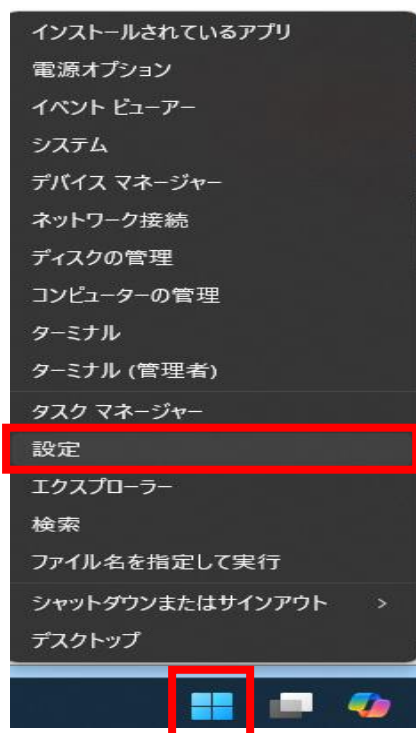 インストールされているアプリ
電源オプション
イベント ビューアー
システム
デバイス マネージャー
ネットワーク接続
ディスクの管理
コンピューターの管理
ターミナル
ターミナル (管理者)
タスク マネージャー
設定
エクスプローラー
検索
ファイル名を指定して実行
シャットダウンまたはサインアウト >
デスクトップ